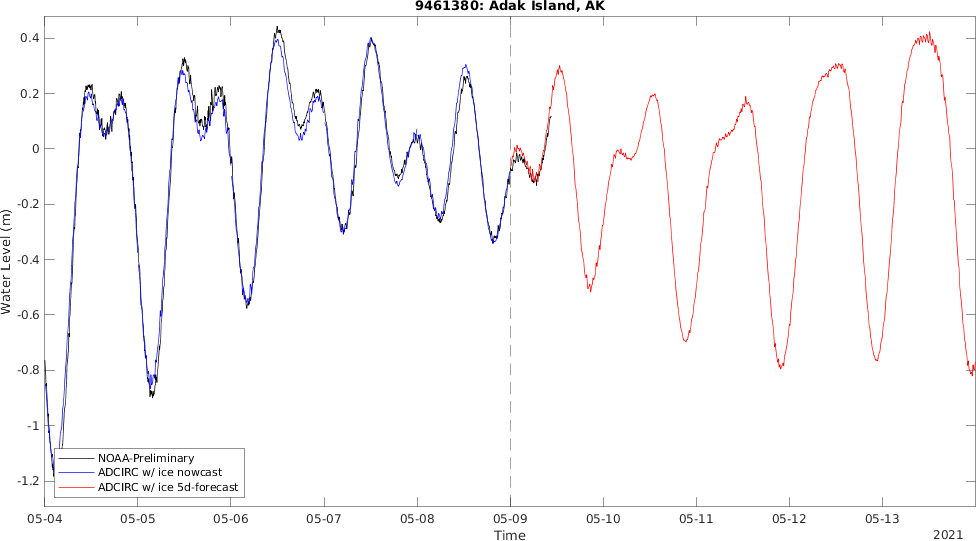 9461380: Adak Island, AK
Water Level (m)
0.4
0.2
0
-0.2
-0.4
-0.6
-0.8
-1
-1.2
NOAA-Preliminary
ADCIRC w/ ice nowcast
ADCIRC w/ ice 5d-forecast
05-04 05-05 05-06 05-07 05-08 05-09 05-10 05-11 05-12 05-13
Time
2021